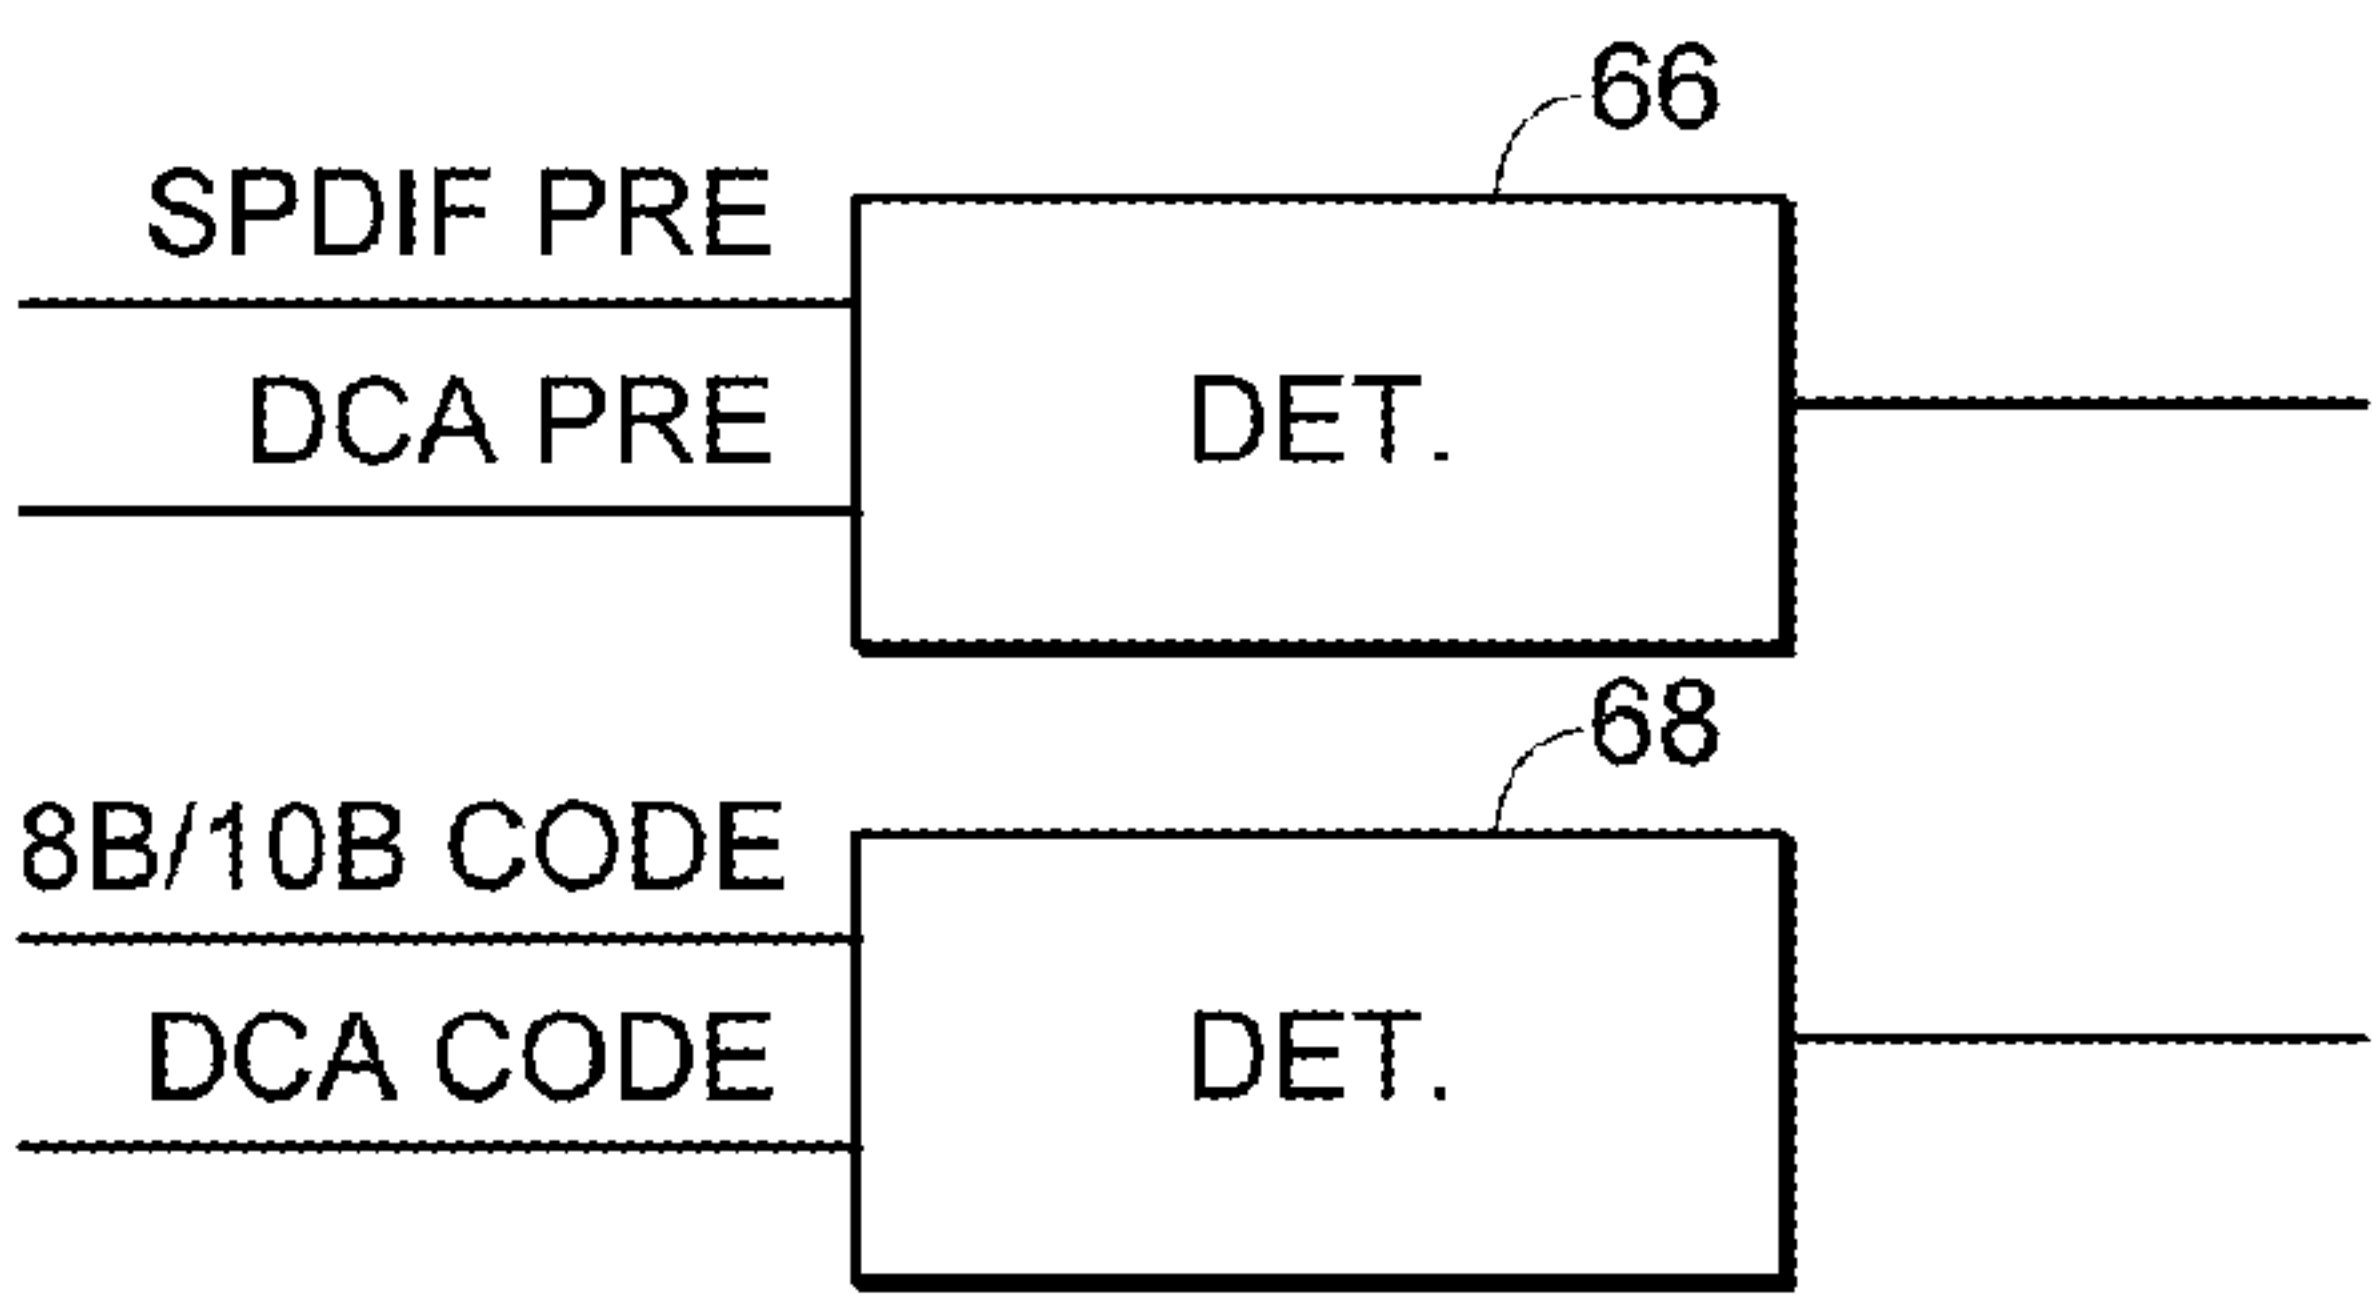 66
SPDIF PRE
DCA PRE
DET.
68
8B/10B CODE
DCA CODE
DET.